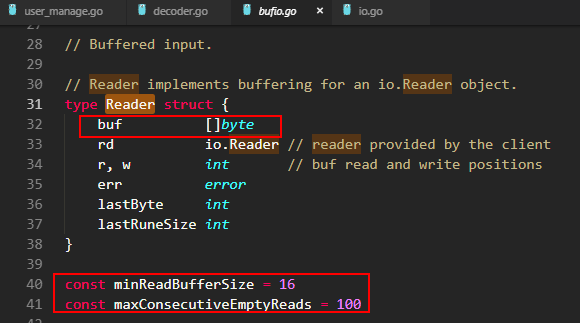 user_manage.go decoder.go bufio.go × io.go
27
28 // Buffered input.
29
30 // Reader implements buffering for an io.Reader object.
31 type Reader struct {
32 buf []byte
33 rd io.Reader // reader provided by the client
34 r, w int // buf read and write positions
35 err error
36 lastByte int
37 lastRuneSize int
38 }
39
40 const minReadBufferSize = 16
41 const maxConsecutiveEmptyReads = 100
42